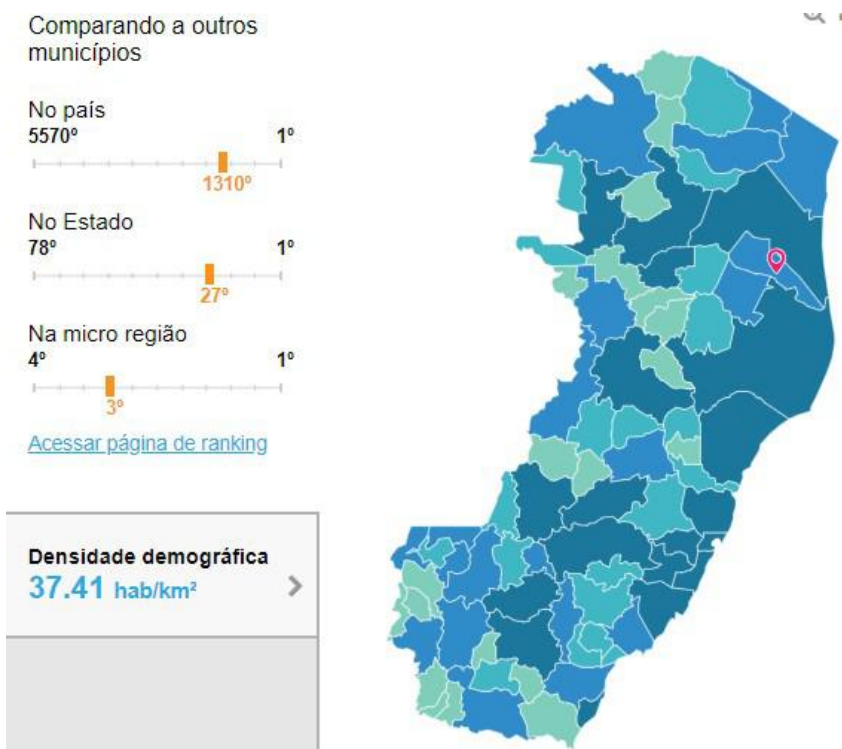 Comparando a outros
municípios
No país
5570º 1º
1310º
No Estado
78º 1º
27º
Na micro região
4º 1º
3º
Acessar página de ranking
Densidade demográfica
37.41 hab/km²